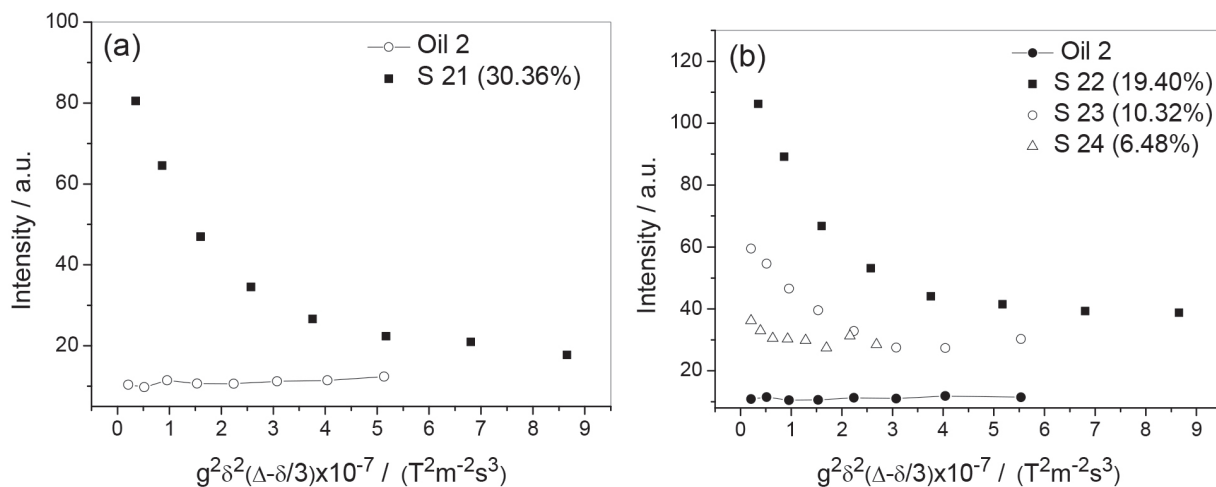 (a)
Oil 2
S 21 (30.36%)
100
80
60
40
20
Intensity / a.u.
0 1 2 3 4 5 6 7 8 9
g²δ²(Δ-δ/3)x10⁻⁷ / (T²m⁻²s³)
(b)
Oil 2
S 22 (19.40%)
S 23 (10.32%)
S 24 (6.48%)
120
100
80
60
40
20
Intensity / a.u.
0 1 2 3 4 5 6 7 8 9
g²δ²(Δ-δ/3)x10⁻⁷ / (T²m⁻²s³)